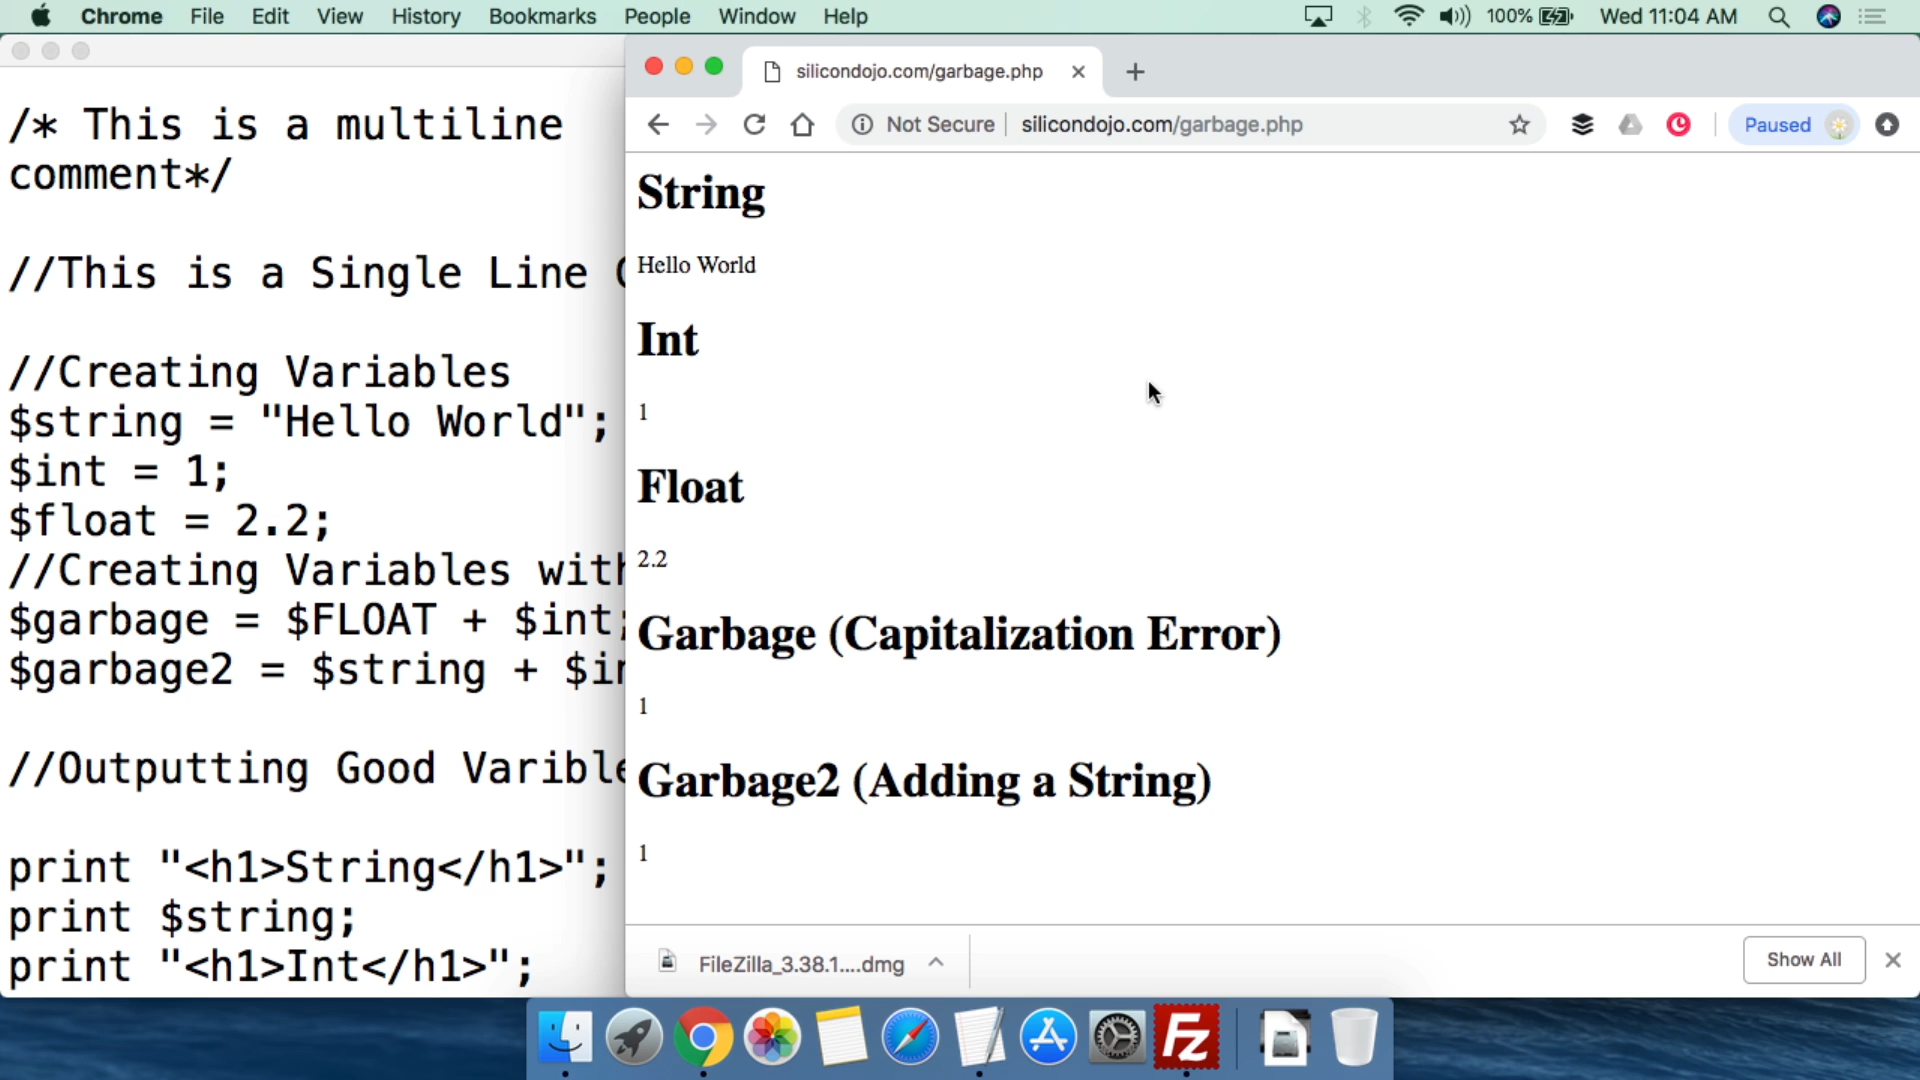 Chrome File Edit View History Bookmarks People Window Help 100% Wed 11:04 AM
/* This is a multiline
comment*/
//This is a Single Line
//Creating Variables
$string = "Hello World";
$int = 1;
$float = 2.2;
//Creating Variables with
$garbage = $FLOAT + $int;
$garbage2 = $string + $in
//Outputting Good Varible
print "<h1>String</h1>";
print $string;
print "<h1>Int</h1>";
silicondojo.com/garbage.php
Not Secure silicondojo.com/garbage.php Paused
String
Hello World
Int
1
Float
2.2
Garbage (Capitalization Error)
1
Garbage2 (Adding a String)
1
FileZilla_3.38.1....dmg Show All
Fz